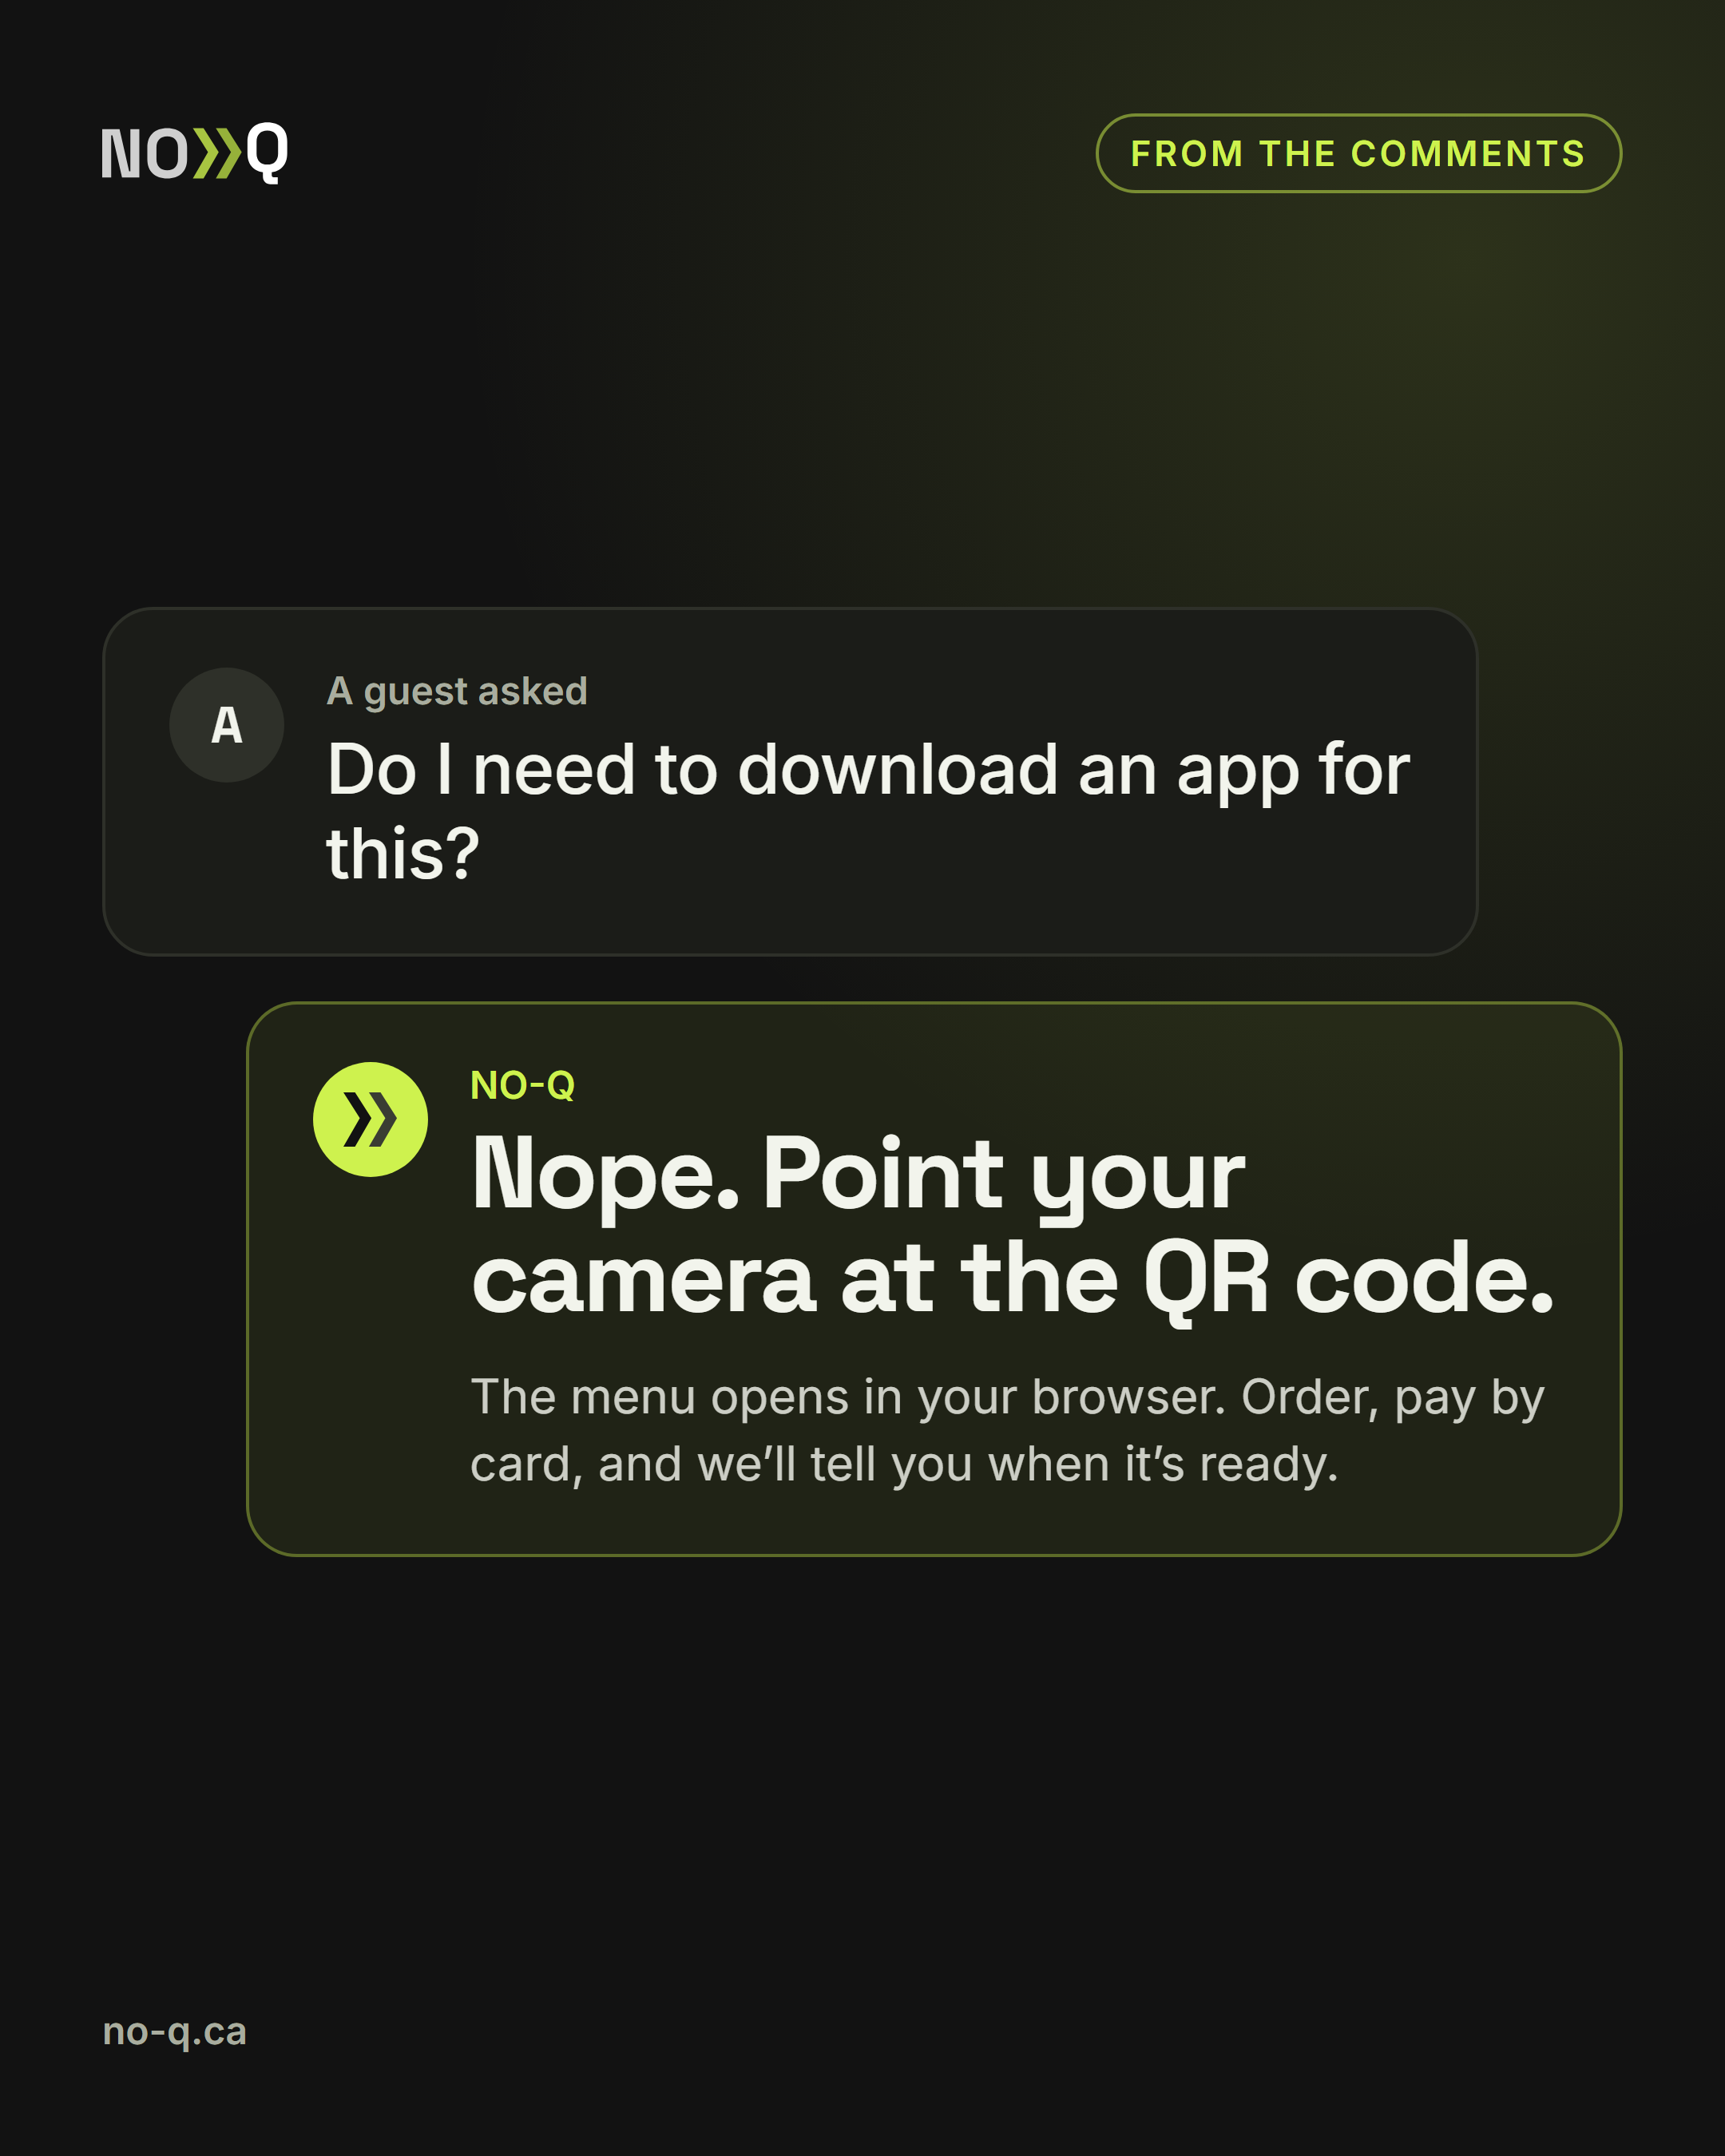 NO»Q
FROM THE COMMENTS
A
A guest asked
Do I need to download an app for
this?
NO-Q
Nope. Point your
camera at the QR code.
The menu opens in your browser. Order, pay by
card, and we’ll tell you when it’s ready.
no-q.ca